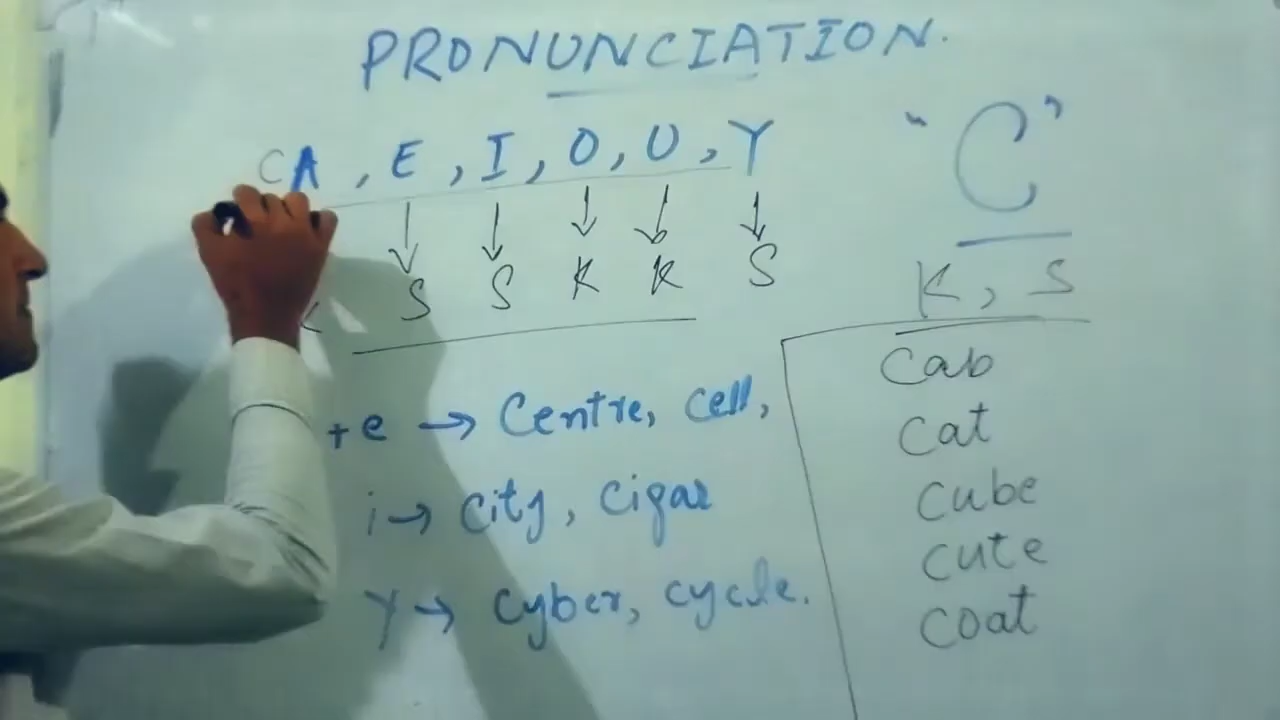 PRONUNCIATION.
CA, E, I, O, U, Y
S S K K S
+e → Centre, cell,
i → city, cigar
Y → cyber, cycle.
"C"
K, S
Cab
Cat
Cube
Cute
Coat